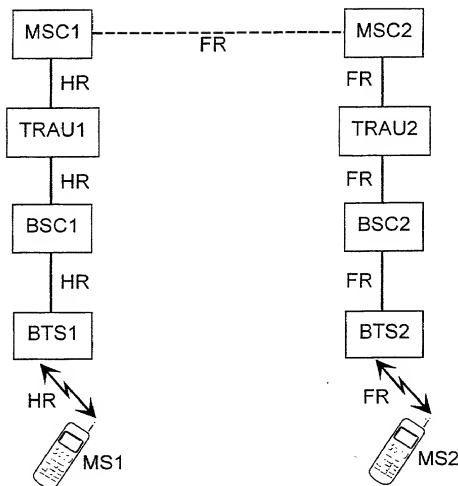 MSC1 MSC2
FR
HR FR
TRAU1 TRAU2
HR FR
BSC1 BSC2
HR FR
BTS1 BTS2
HR FR
MS1 MS2